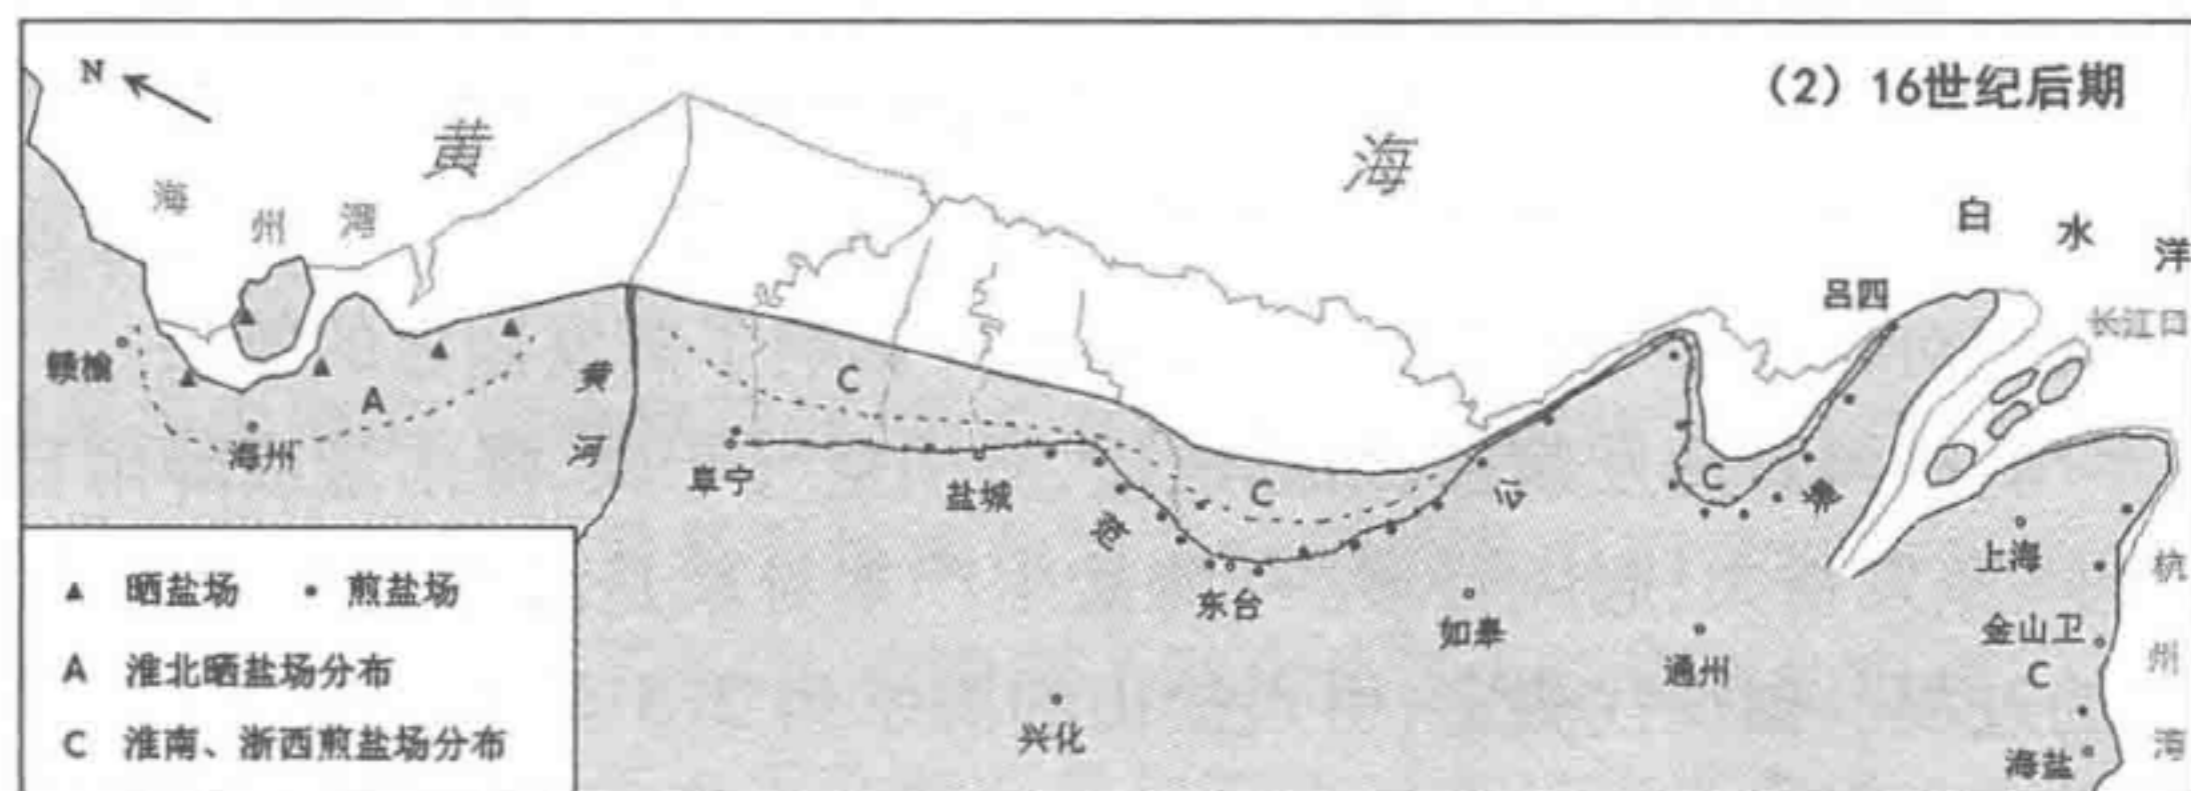 N
(2) 16世纪后期
黄
海
海
州
湾
白
水
洋
长江口
吕四
赣榆
A
海州
黄
河
C
阜宁
盐城
范
公
堤
C
C
东台
如皋
通州
兴化
上海
金山卫
C
海盐
杭
州
湾
▲ 晒盐场 • 煎盐场
A 淮北晒盐场分布
C 淮南、浙西煎盐场分布